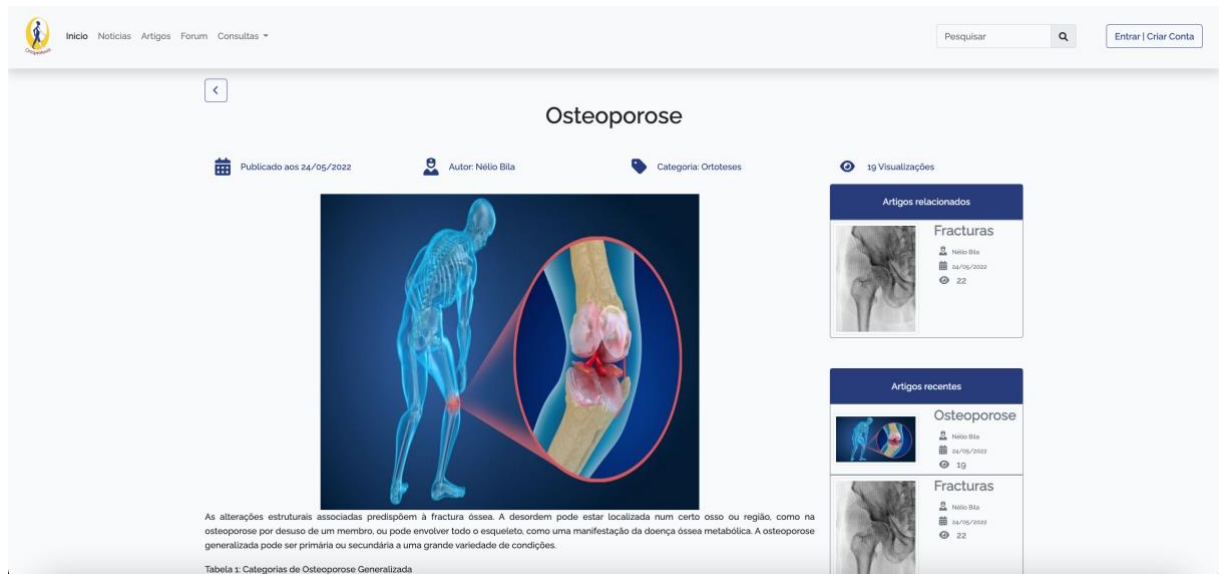 Início Notícias Artigos Forum Consultas
Pesquisar
Entrar | Criar Conta
Osteoporose
Publicado aos 24/05/2022
Autor: Nélio Bila
Categoria: Ortoteses
19 Visualizações
As alterações estruturais associadas predispõem à fractura óssea. A desordem pode estar localizada num certo osso ou região, como na
osteoporose por desuso de um membro, ou pode envolver todo o esqueleto, como uma manifestação da doença óssea metabólica. A osteoporose
generalizada pode ser primária ou secundária a uma grande variedade de condições.
Tabela 1: Categorias de Osteoporose Generalizada
Artigos relacionados
Fracturas
Nélio Bila
24/05/2022
22
Artigos recentes
Osteoporose
Nélio Bila
24/05/2022
19
Fracturas
Nélio Bila
24/05/2022
22